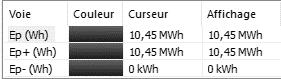 Voie Couleur Curseur Affichage
Ep (Wh) 10,45 MWh 10,45 MWh
Ep+ (Wh) 10,45 MWh 10,45 MWh
Ep- (Wh) 0 kWh 0 kWh